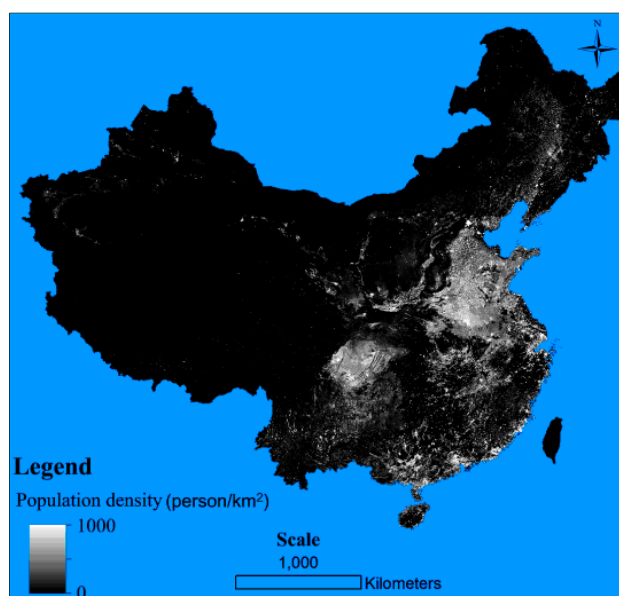 N
Legend
Population density (person/km²)
1000
0
Scale
1,000
Kilometers